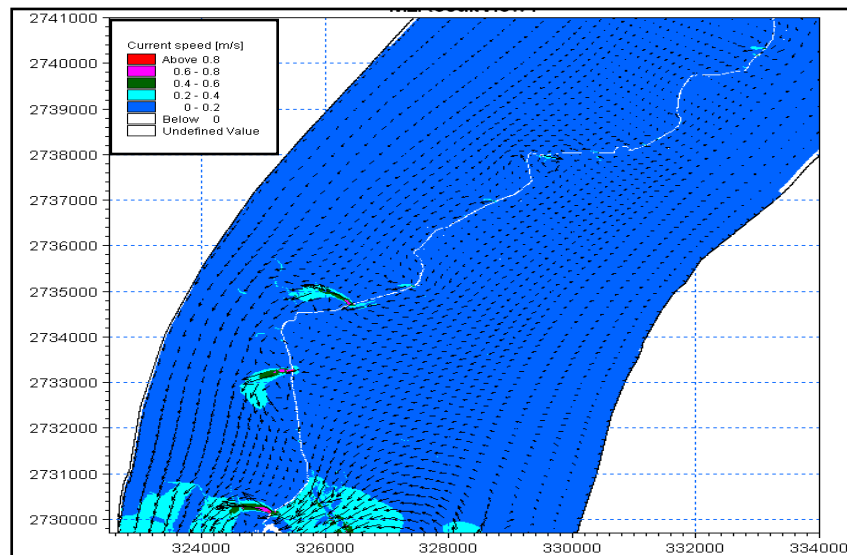 Current speed [m/s]
Above 0.8
0.6 - 0.8
0.4 - 0.6
0.2 - 0.4
0 - 0.2
Below 0
Undefined Value
2741000
2740000
2739000
2738000
2737000
2736000
2735000
2734000
2733000
2732000
2731000
2730000
324000 326000 328000 330000 332000 334000